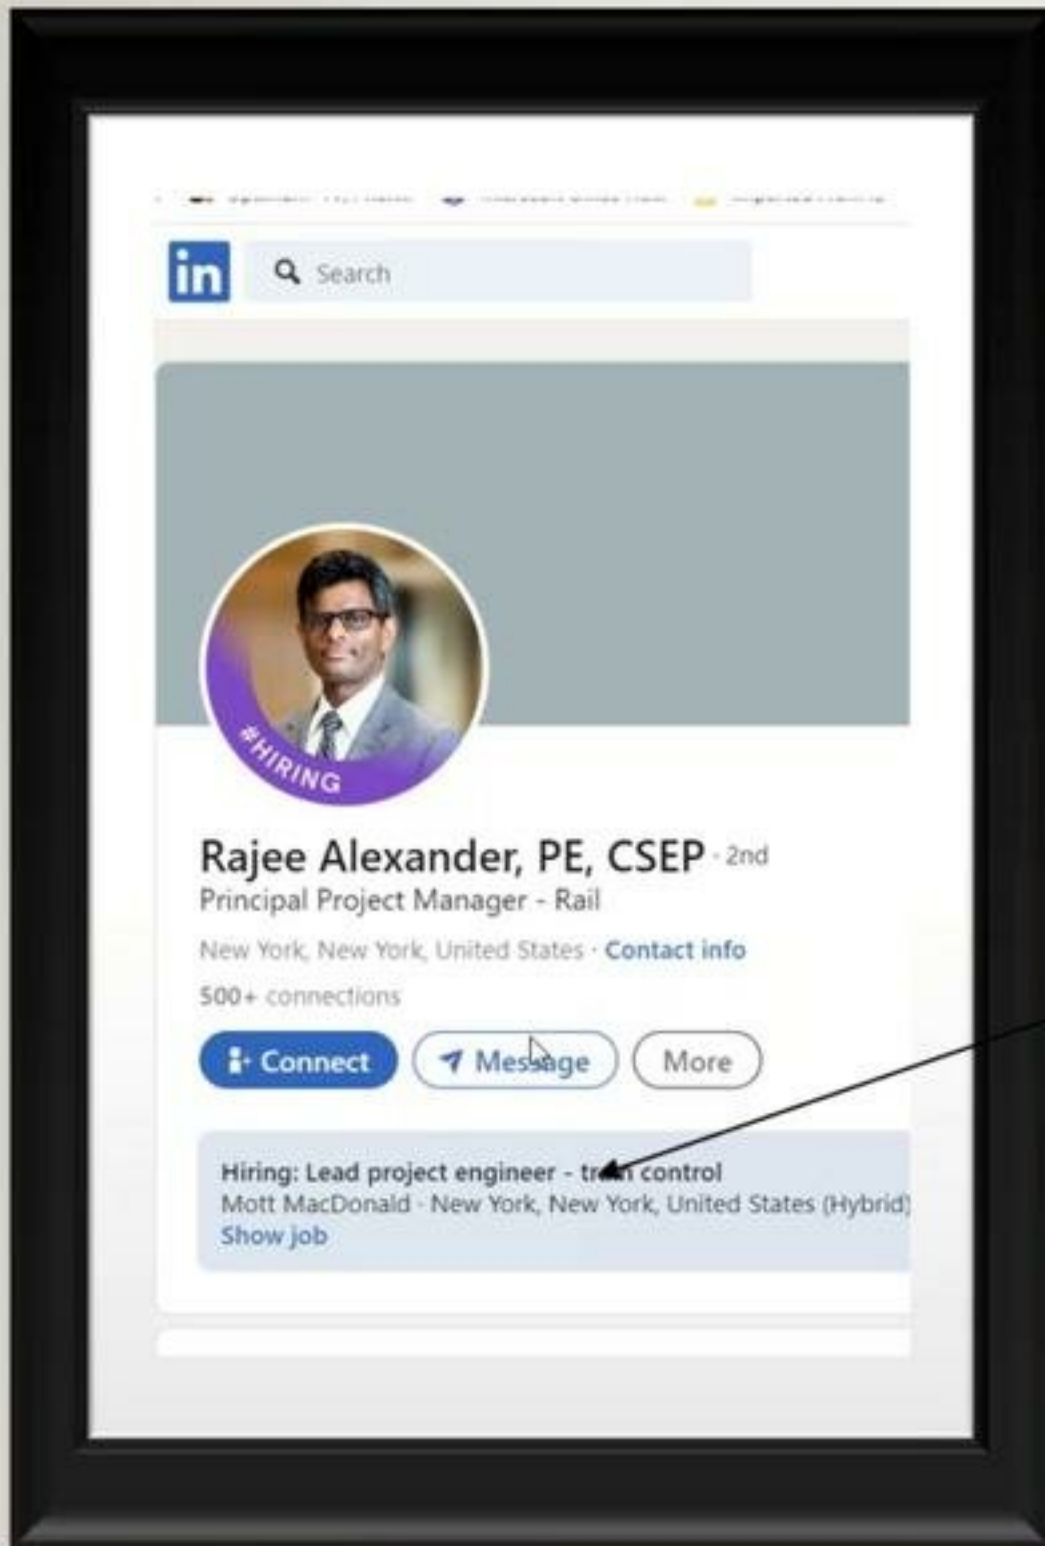 in Search
#HIRING
Rajee Alexander, PE, CSEP · 2nd
Principal Project Manager - Rail
New York, New York, United States · Contact info
500+ connections
Connect Message More
Hiring: Lead project engineer - train control
Mott MacDonald · New York, New York, United States (Hybrid)
Show job